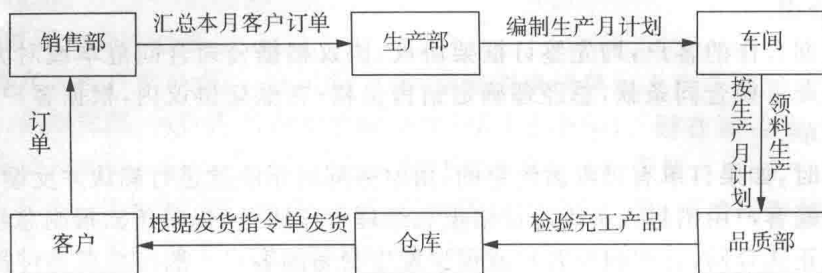 汇总本月客户订单
编制生产月计划
销售部
生产部
车间
订单
按生产月计划
领料生产
根据发货指令单发货
检验完工产品
客户
仓库
品质部